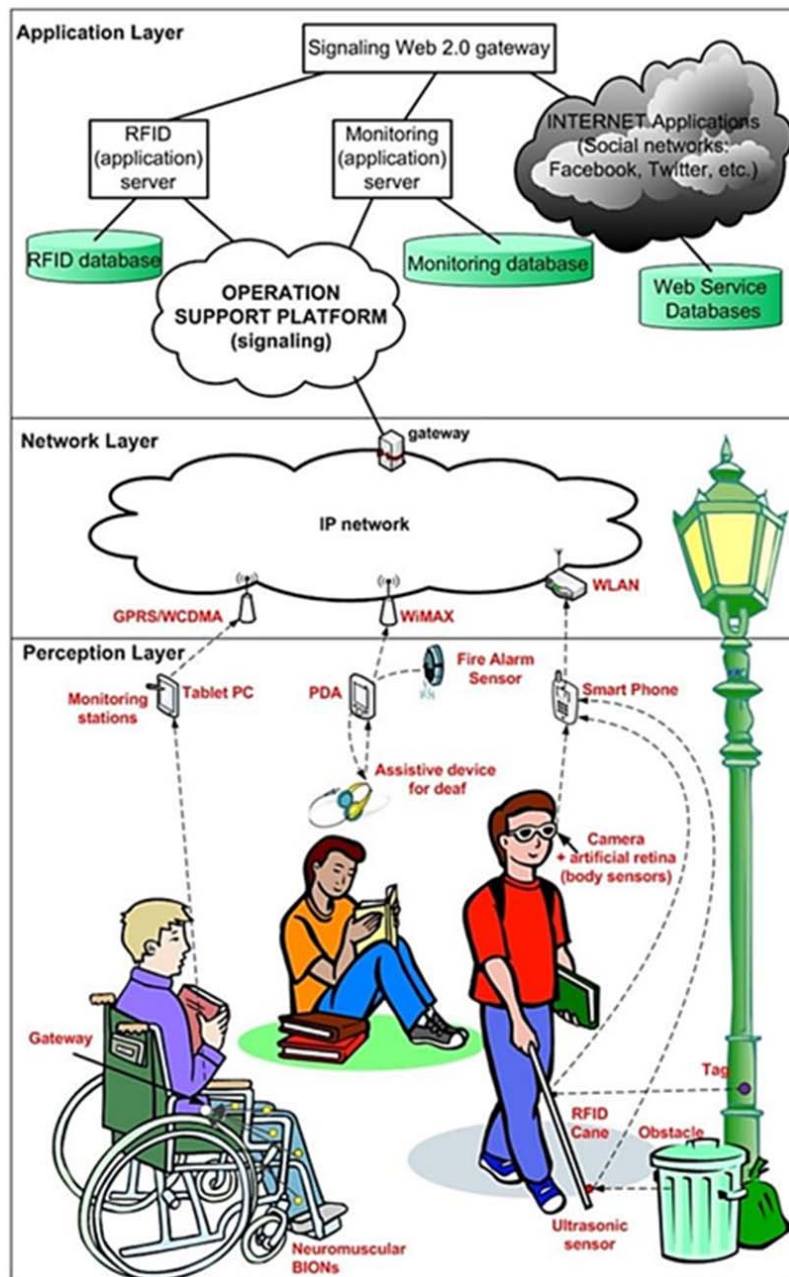 Application Layer
Signaling Web 2.0 gateway
RFID
(application)
server
Monitoring
(application)
server
INTERNET Applications
(Social networks:
Facebook, Twitter, etc.)
RFID database
Monitoring database
Web Service
Databases
OPERATION
SUPPORT PLATFORM
(signaling)
Network Layer
gateway
IP network
GPRS/WCDMA
WiMAX
WLAN
Perception Layer
Monitoring
stations
Tablet PC
PDA
Fire Alarm
Sensor
Smart Phone
Assistive device
for deaf
Camera
+ artificial retina
(body sensors)
Gateway
Tag
RFID
Cane
Obstacle
Ultrasonic
sensor
Neuromuscular
BIONs